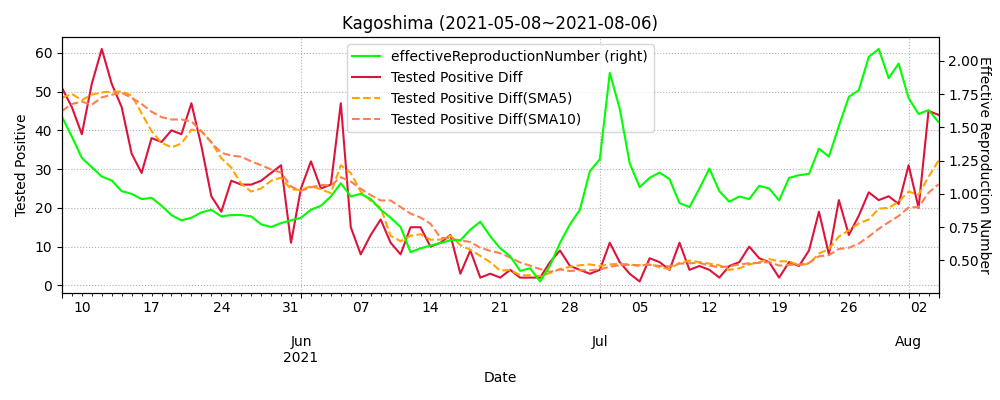 Kagoshima (2021-05-08~2021-08-06)
effectiveReproductionNumber (right)
Tested Positive Diff
Tested Positive Diff(SMA5)
Tested Positive Diff(SMA10)
Tested Positive
60
50
40
30
20
10
0
2.00
1.75
1.50
1.25
1.00
0.75
0.50
Effective Reproduction Number
10 17 24 31 07 14 21 28 05 12 19 26 02
Jun Jul Aug
2021
Date